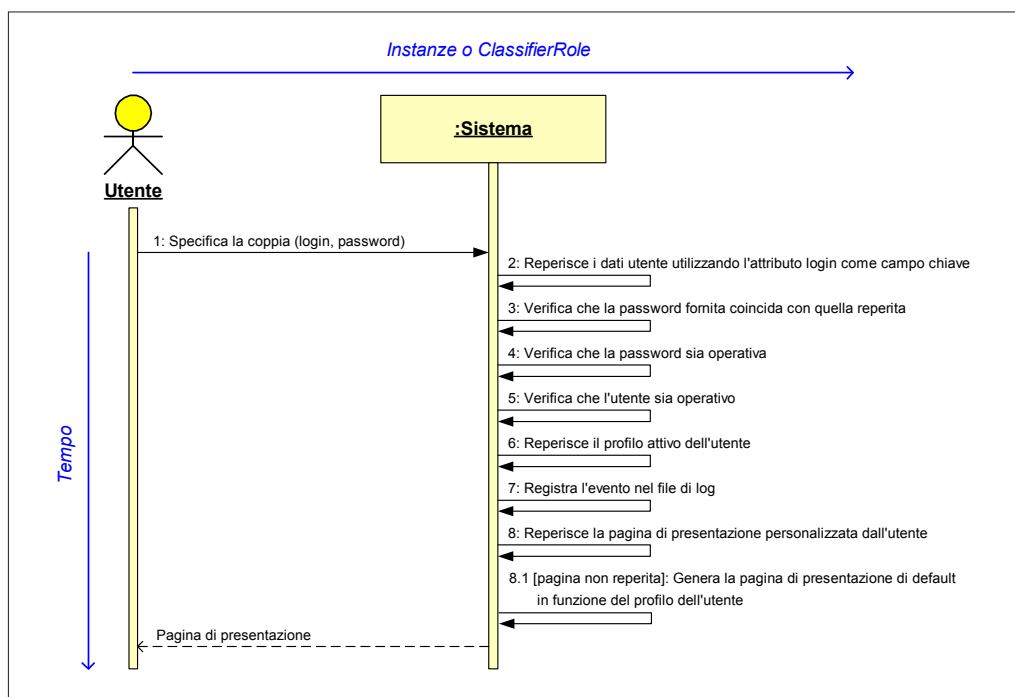 Instanze o ClassifierRole
:Sistema
Utente
1: Specifica la coppia (login, password)
2: Reperisce i dati utente utilizzando l'attributo login come campo chiave
3: Verifica che la password fornita coincida con quella reperita
4: Verifica che la password sia operativa
5: Verifica che l'utente sia operativo
6: Reperisce il profilo attivo dell'utente
7: Registra l'evento nel file di log
8: Reperisce la pagina di presentazione personalizzata dall'utente
8.1 [pagina non reperita]: Genera la pagina di presentazione di default
in funzione del profilo dell'utente
Pagina di presentazione
Tempo